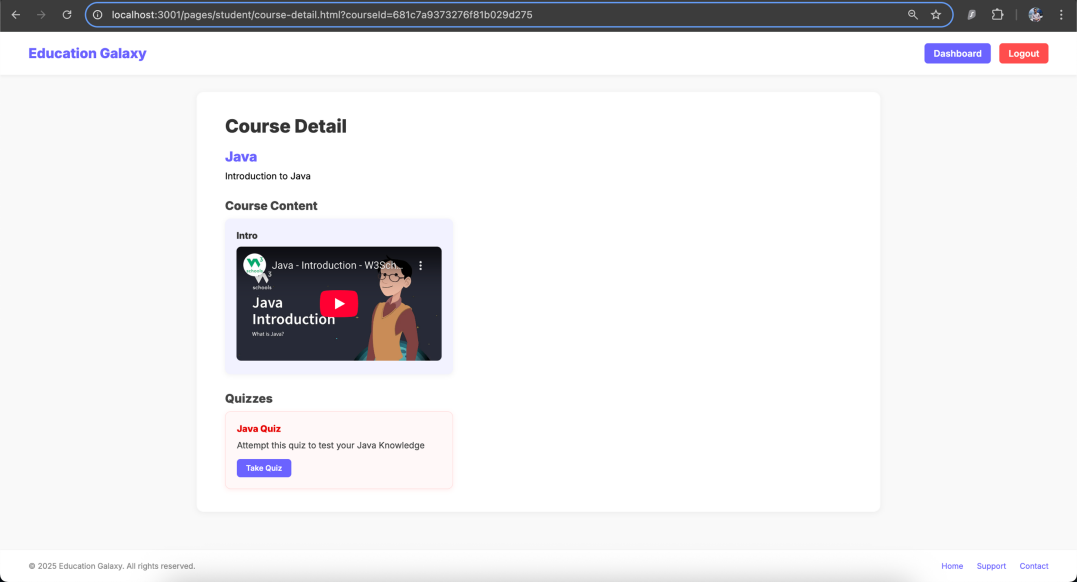 localhost:3001/pages/student/course-detail.html?courseId=681c7a9373276f81b029d275
Education Galaxy
Dashboard
Logout
Course Detail
Java
Introduction to Java
Course Content
Intro
Java - Introduction - W3Sch...
schools
Java
Introduction
What is Java?
Quizzes
Java Quiz
Attempt this quiz to test your Java Knowledge
Take Quiz
© 2025 Education Galaxy. All rights reserved.
Home
Support
Contact